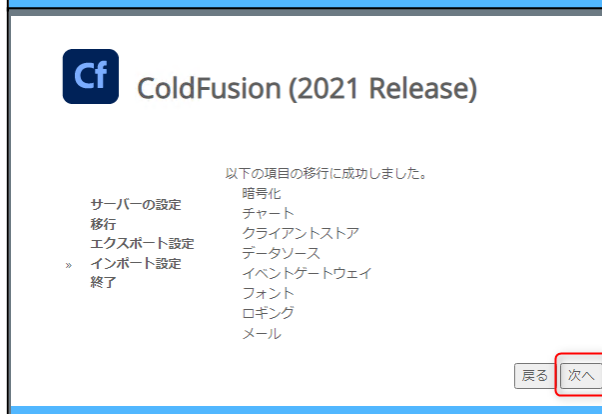 Cf
ColdFusion (2021 Release)
以下の項目の移行に成功しました。
暗号化
チャート
クライアントストア
データソース
イベントゲートウェイ
フォント
ロギング
メール
サーバーの設定
移行
エクスポート設定
» インポート設定
終了
戻る 次へ